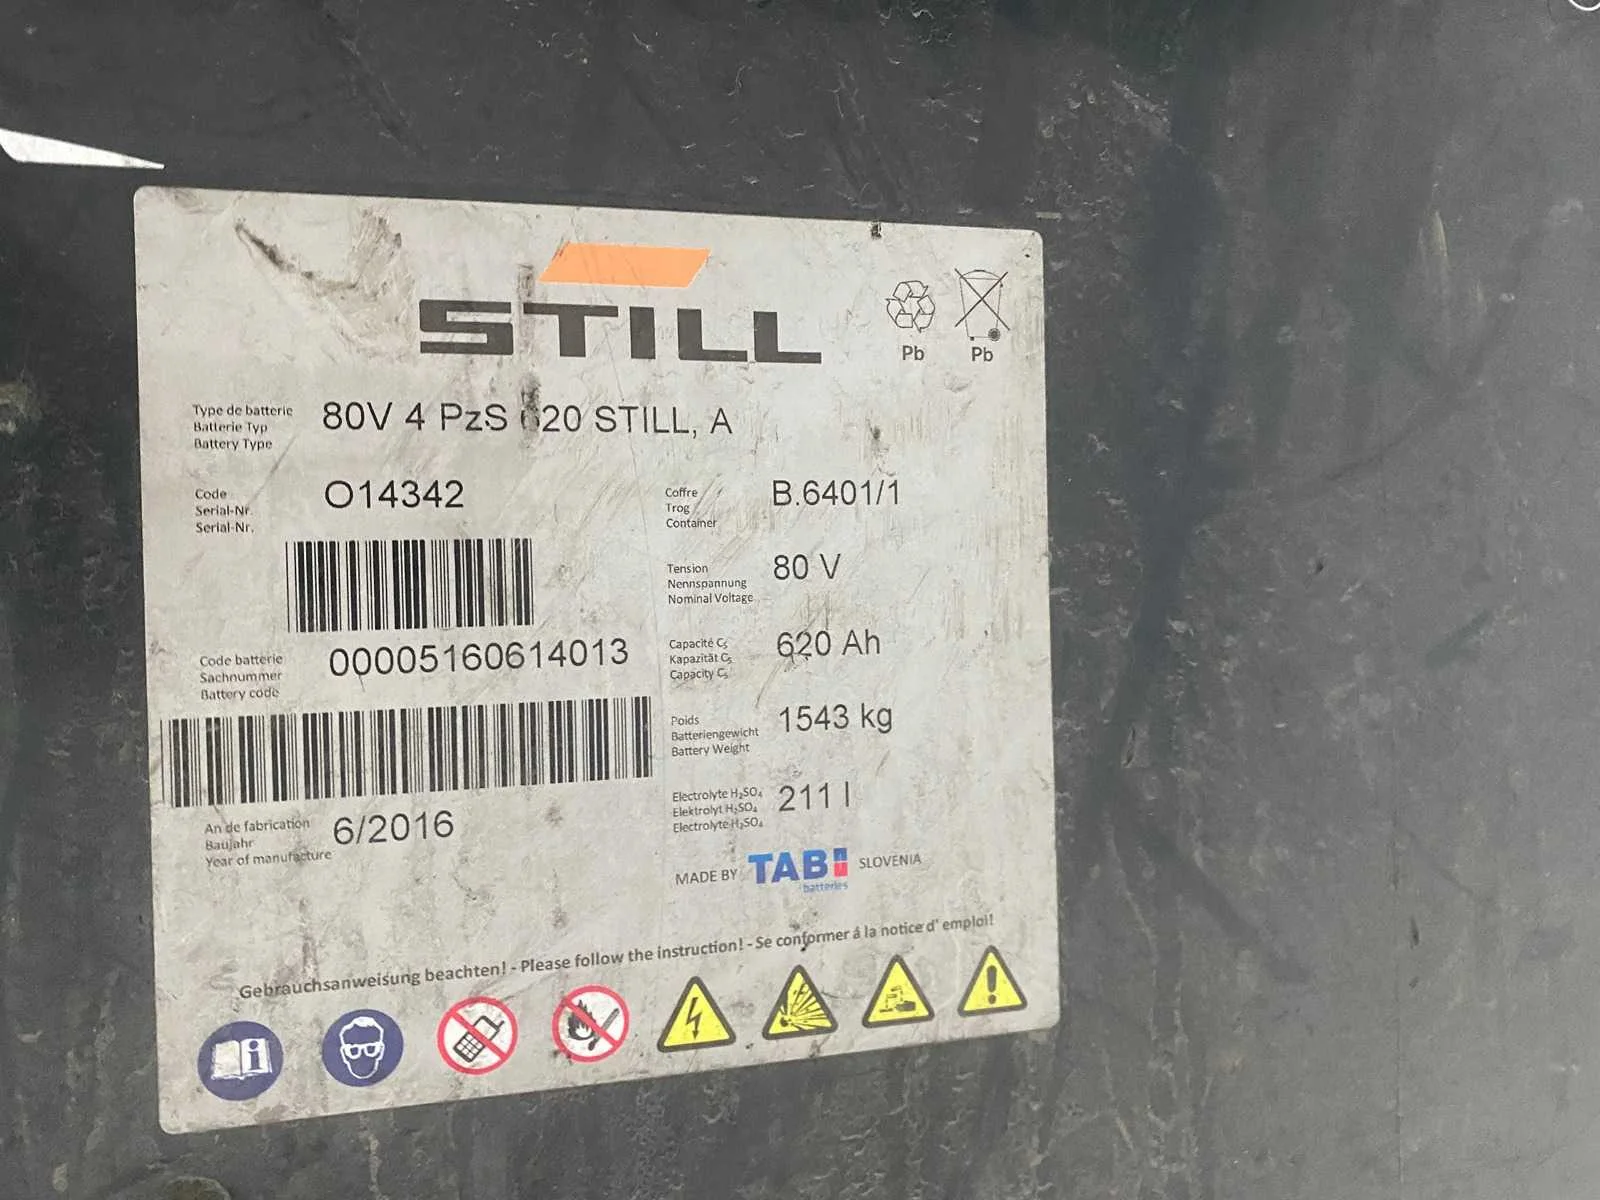 STILL
Pb Pb
Type de batterie
Batterie Typ
Battery Type
80V 4 PzS 620 STILL, A
Code
Serial-Nr.
Serial-Nr.
O14342
Coffre
Trog
Container
B.6401/1
Tension
Nennspannung
Nominal Voltage
80 V
Code batterie
Sachnummer
Battery code
00005160614013
Capacité C₅
Kapazität C₅
Capacity C₅
620 Ah
Poids
Batteriengewicht
Battery Weight
1543 kg
Electrolyte H₂SO₄
Elektrolyt H₂SO₄
Electrolyte H₂SO₄
211 l
An de fabrication
Baujahr
Year of manufacture
6/2016
MADE BY TAB batteries SLOVENIA
Gebrauchsanweisung beachten! - Please follow the instruction! - Se conformer á la notice d' emploi!